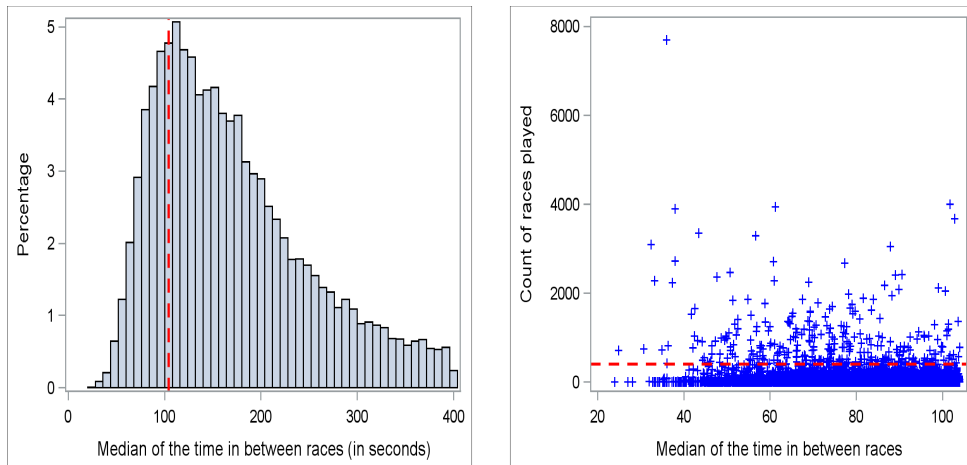 5
4
3
2
1
0
Percentage
0 100 200 300 400
Median of the time in between races (in seconds)
8000
6000
4000
2000
0
Count of races played
20 40 60 80 100
Median of the time in between races